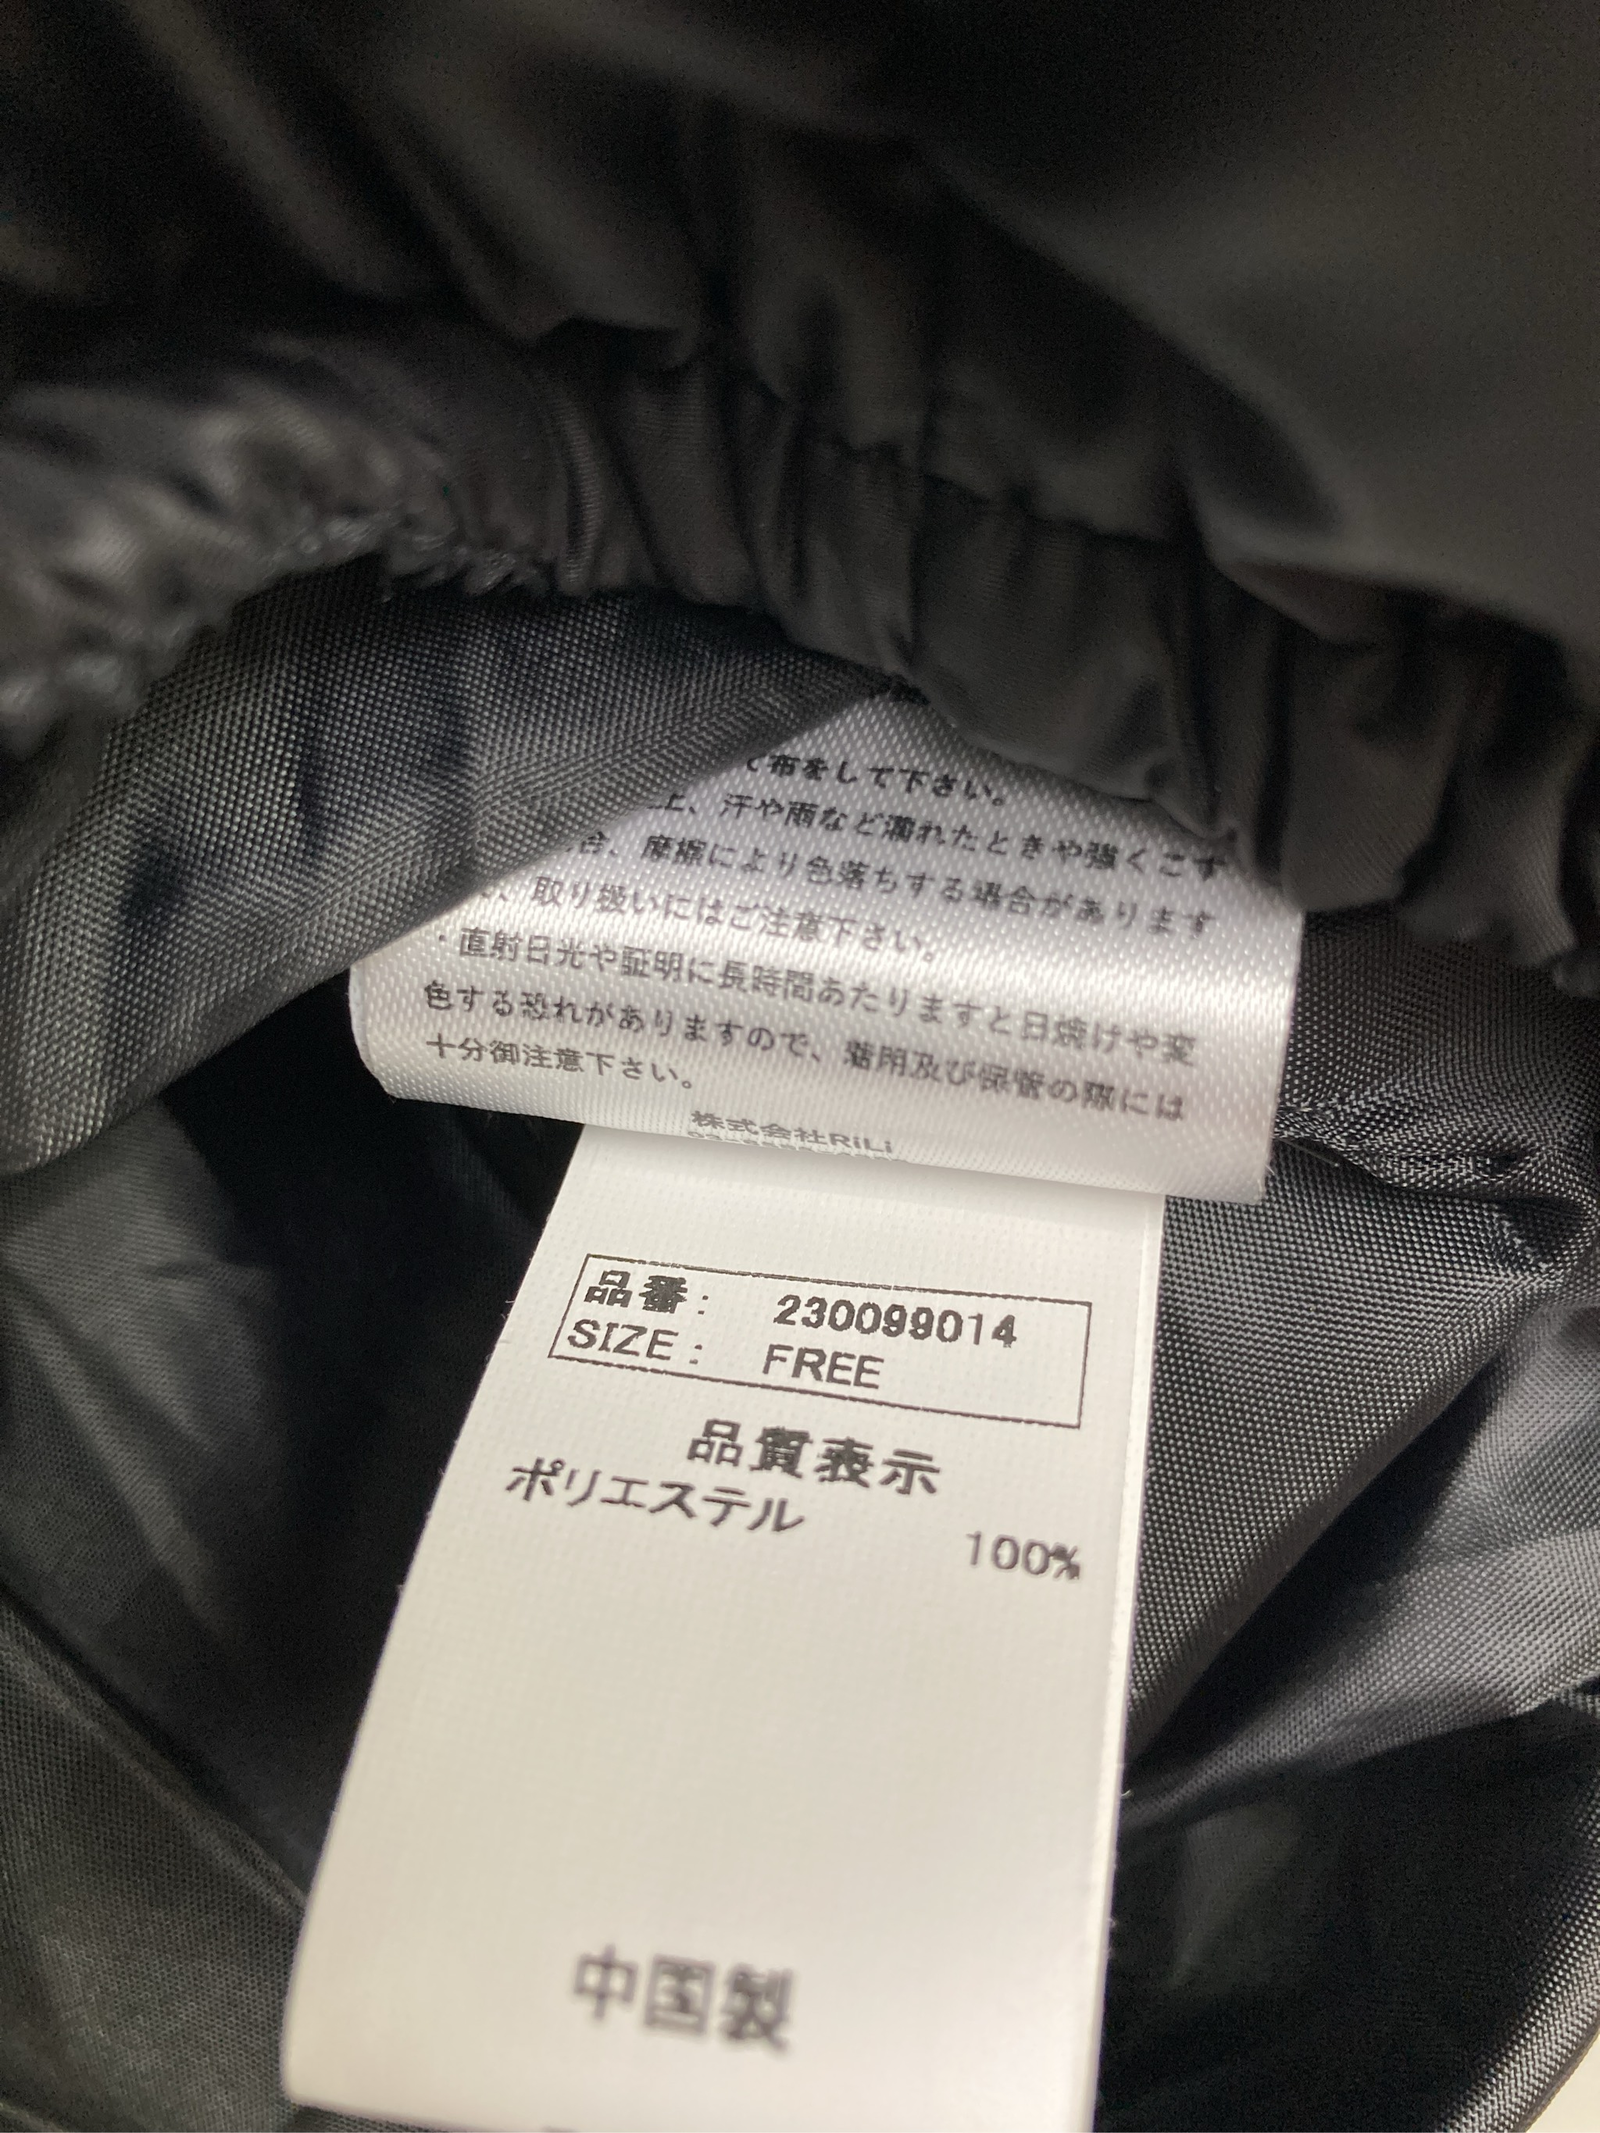 て布をして下さい。
上、汗や雨など濡れたときや強くこす
合、摩擦により色落ちする場合があります
、取り扱いにはご注意下さい。
・直射日光や証明に長時間あたりますと日焼けや変
色する恐れがありますので、着用及び保管の際には
十分御注意下さい。
株式会社RiLi
品番: 230099014
SIZE: FREE
品質表示
ポリエステル
100%
中国製